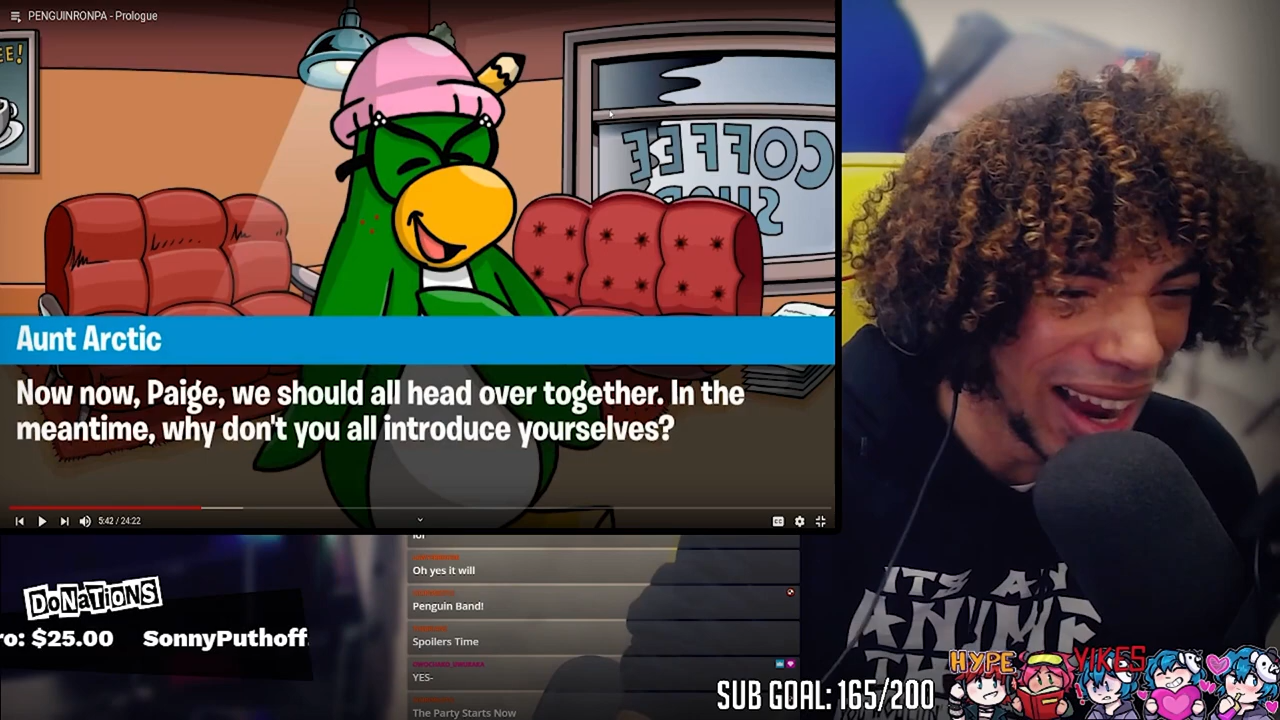 PENGUINRONPA - Prologue
EE!
COFFEE
SHOP
Aunt Arctic
Now now, Paige, we should all head over together. In the
meantime, why don't you all introduce yourselves?
5:42 / 24:22
CC
lol
Oh yes it will
Penguin Band!
Spoilers Time
YES-
The Party Starts Now
DONATIONS
ro: $25.00 SonnyPuthoff
ITS AN
ANIME
HYPE
YIKES
SUB GOAL: 165/200